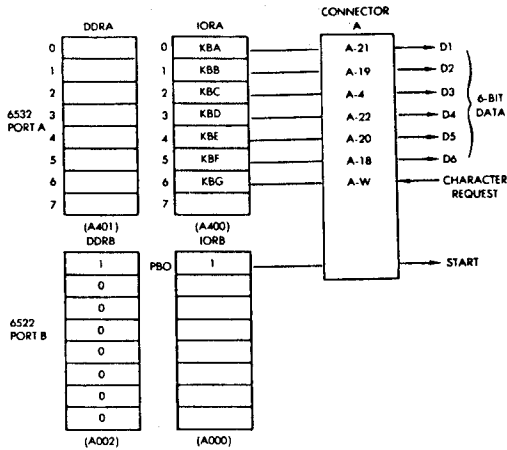 DDRA IORA CONNECTOR A
0 0 KBA A-21 D1
1 1 KBB A-19 D2
2 2 KBC A-4 D3
6532 PORT A
3 3 KBD A-22 D4
6-BIT DATA
4 4 KBE A-20 D5
5 5 KBF A-18 D6
6 6 KBG A-W CHARACTER REQUEST
7 7
(A401) (A400)
DDRB IORB
1 PBO 1 START
0
0
6522 PORT B
0
0
0
0
0
(A002) (A000)